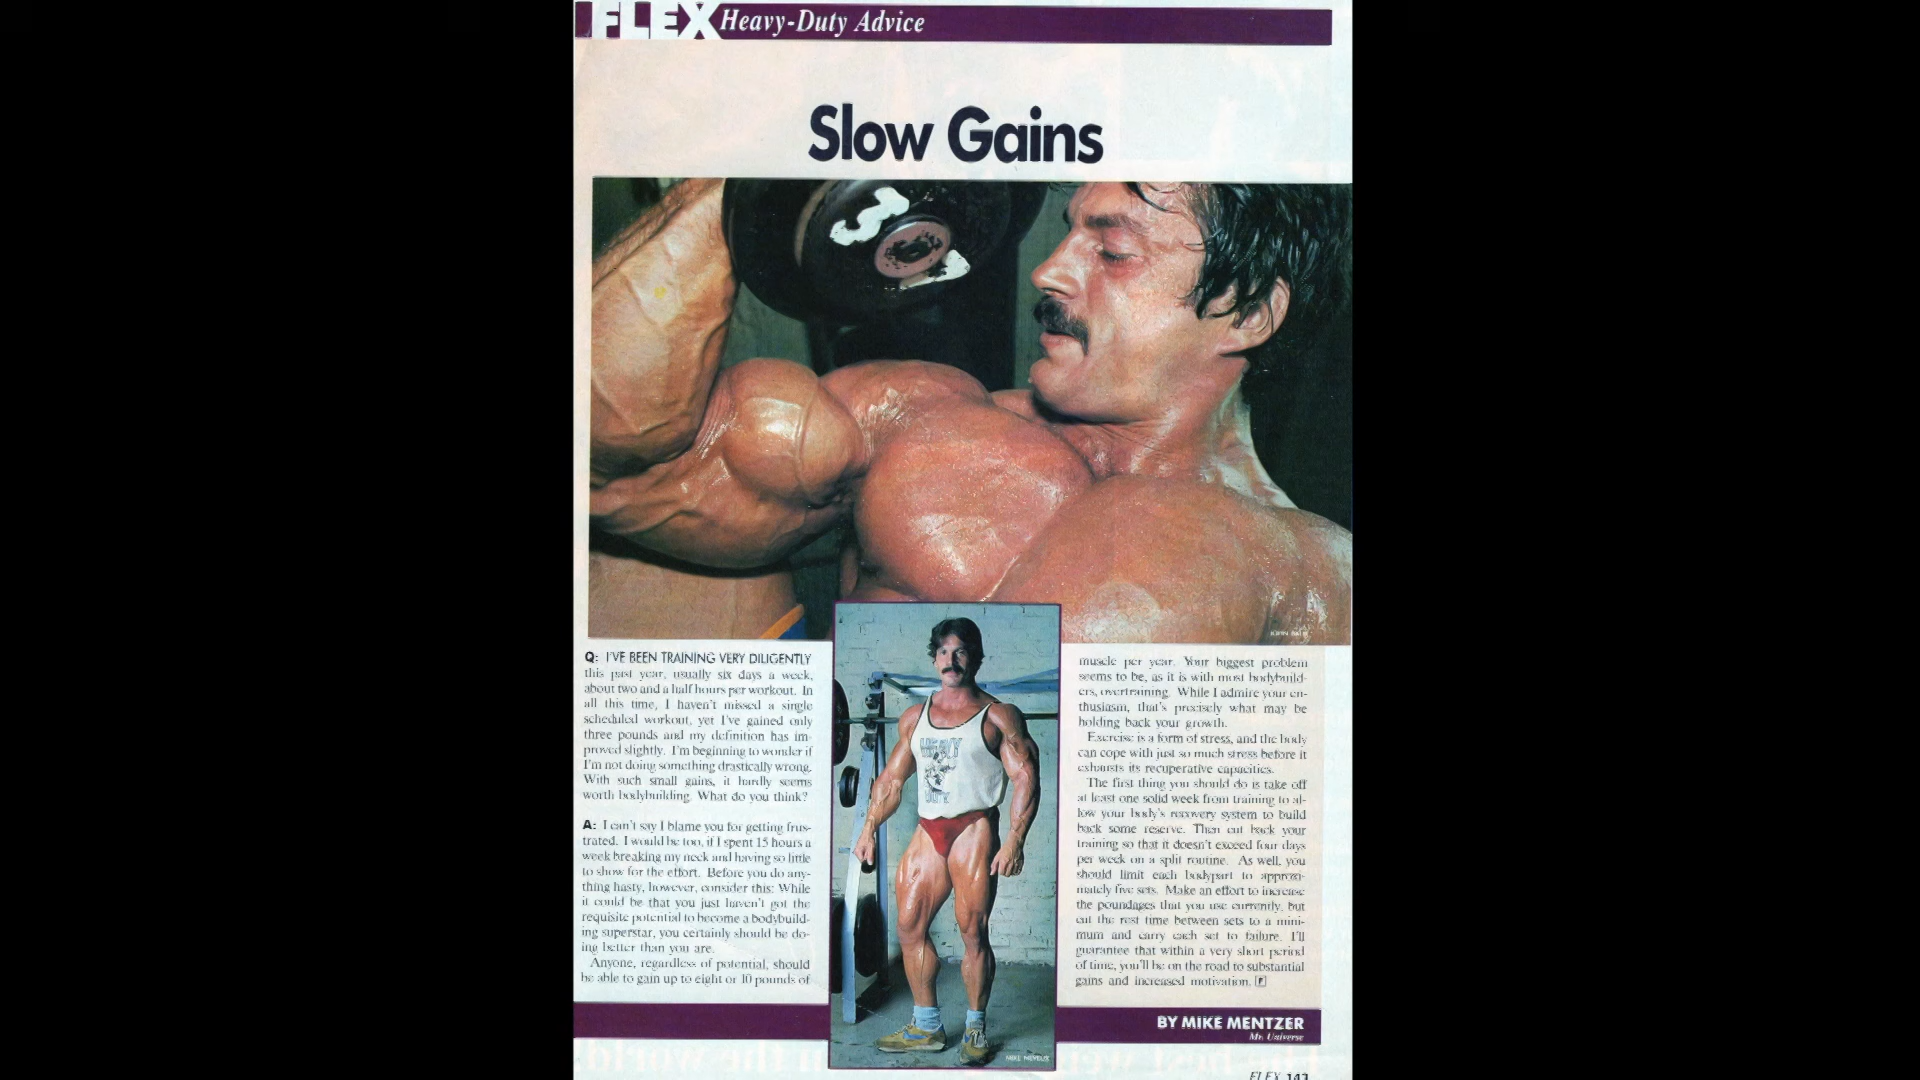 FLEX Heavy-Duty Advice
Slow Gains
JOHN BALIK
Q: I'VE BEEN TRAINING VERY DILIGENTLY
this past year, usually six days a week,
about two and a half hours per workout. In
all this time, I haven't missed a single
scheduled workout, yet I've gained only
three pounds and my definition has im-
proved slightly. I'm beginning to wonder if
I'm not doing something drastically wrong.
With such small gains, it hardly seems
worth bodybuilding. What do you think?
A: I can't say I blame you for getting frus-
trated. I would be too, if I spent 15 hours a
week breaking my neck and having so little
to show for the effort. Before you do any-
thing hasty, however, consider this: While
it could be that you just haven't got the
requisite potential to become a bodybuild-
ing superstar, you certainly should be do-
ing better than you are.
Anyone, regardless of potential, should
be able to gain up to eight or 10 pounds of
HEAVY
DUTY
MIKE NEVEUX
muscle per year. Your biggest problem
seems to be, as it is with most bodybuild-
ers, overtraining. While I admire your en-
thusiasm, that's precisely what may be
holding back your growth.
Exercise is a form of stress, and the body
can cope with just so much stress before it
exhausts its recuperative capacities.
The first thing you should do is take off
at least one solid week from training to al-
low your body's recovery system to build
back some reserve. Then cut back your
training so that it doesn't exceed four days
per week on a split routine. As well, you
should limit each bodypart to approxi-
mately five sets. Make an effort to increase
the poundages that you use currently, but
cut the rest time between sets to a mini-
mum and carry each set to failure. I'll
guarantee that within a very short period
of time, you'll be on the road to substantial
gains and increased motivation. F
BY MIKE MENTZER
Mr. Universe
FLEX 143